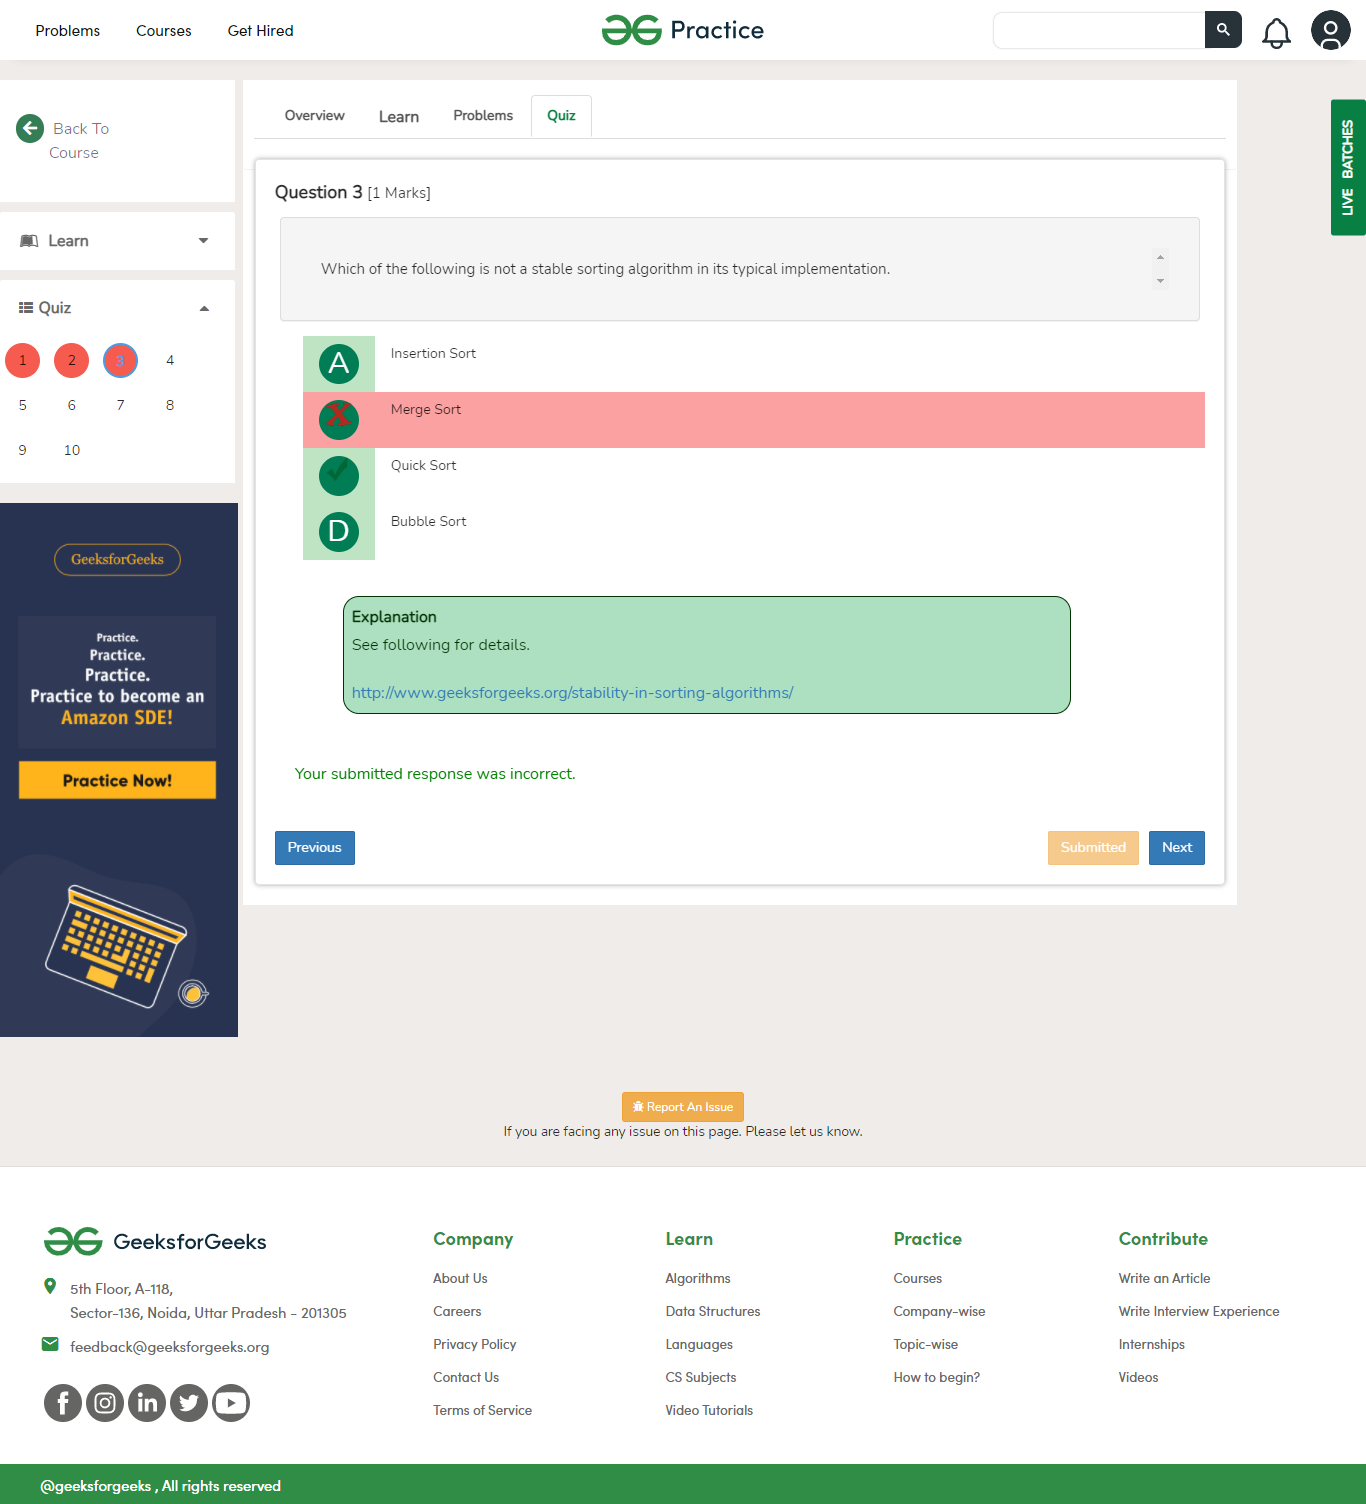 Problems Courses Get Hired
Practice
Back To
Course
Learn
Quiz
1 2 3 4
5 6 7 8
9 10
GeeksforGeeks
Practice.
Practice.
Practice.
Practice to become an
Amazon SDE!
Practice Now!
Overview Learn Problems Quiz
Question 3 [1 Marks]
Which of the following is not a stable sorting algorithm in its typical implementation.
A Insertion Sort
X Merge Sort
Quick Sort
D Bubble Sort
Explanation
See following for details.
http://www.geeksforgeeks.org/stability-in-sorting-algorithms/
Your submitted response was incorrect.
Previous Submitted Next
LIVE BATCHES
Report An Issue
If you are facing any issue on this page. Please let us know.
GeeksforGeeks
5th Floor, A-118,
Sector-136, Noida, Uttar Pradesh - 201305
feedback@geeksforgeeks.org
Company
About Us
Careers
Privacy Policy
Contact Us
Terms of Service
Learn
Algorithms
Data Structures
Languages
CS Subjects
Video Tutorials
Practice
Courses
Company-wise
Topic-wise
How to begin?
Contribute
Write an Article
Write Interview Experience
Internships
Videos
@geeksforgeeks , All rights reserved